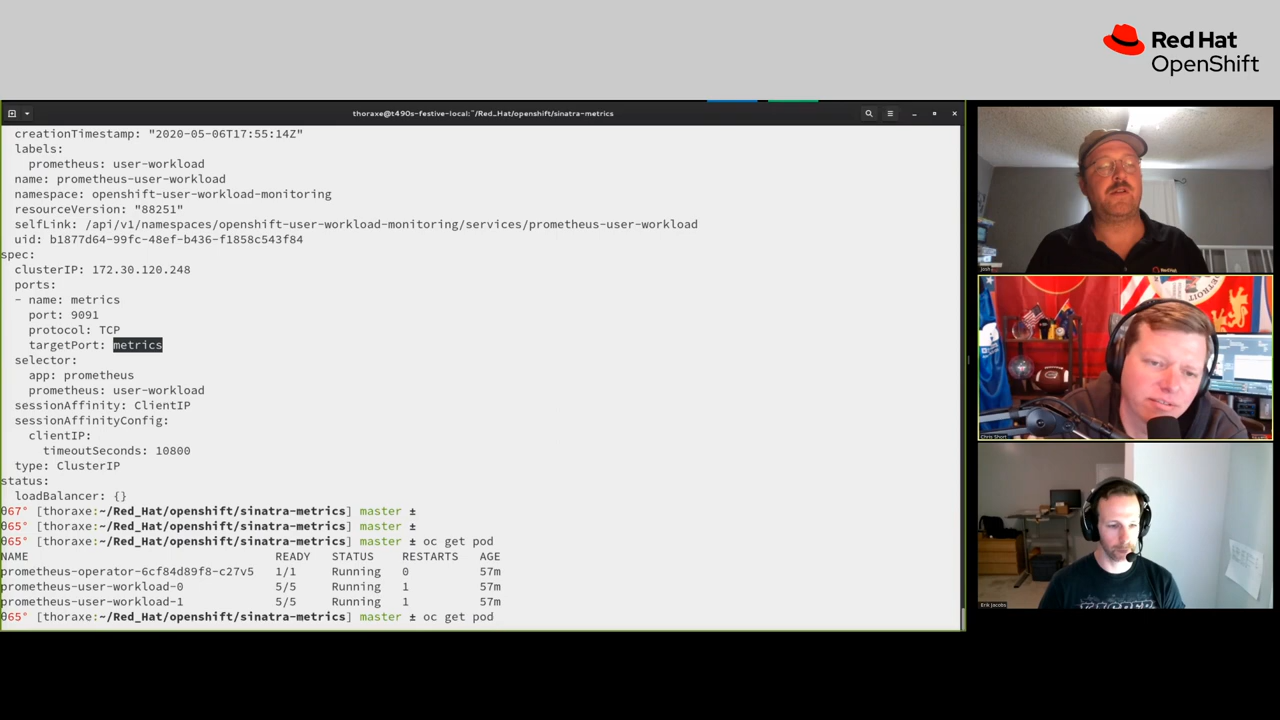 Red Hat
OpenShift
thoraxe@t490s-festive-local:~/Red_Hat/openshift/sinatra-metrics
creationTimestamp: "2020-05-06T17:55:14Z"
labels:
prometheus: user-workload
name: prometheus-user-workload
namespace: openshift-user-workload-monitoring
resourceVersion: "88251"
selfLink: /api/v1/namespaces/openshift-user-workload-monitoring/services/prometheus-user-workload
uid: b1877d64-99fc-48ef-b436-f1858c543f84
spec:
clusterIP: 172.30.120.248
ports:
- name: metrics
port: 9091
protocol: TCP
targetPort: metrics
selector:
app: prometheus
prometheus: user-workload
sessionAffinity: ClientIP
sessionAffinityConfig:
clientIP:
timeoutSeconds: 10800
type: ClusterIP
status:
loadBalancer: {}
067° [thoraxe:~/Red_Hat/openshift/sinatra-metrics] master ±
065° [thoraxe:~/Red_Hat/openshift/sinatra-metrics] master ±
065° [thoraxe:~/Red_Hat/openshift/sinatra-metrics] master ± oc get pod
NAME READY STATUS RESTARTS AGE
prometheus-operator-6cf84d89f8-c27v5 1/1 Running 0 57m
prometheus-user-workload-0 5/5 Running 1 57m
prometheus-user-workload-1 5/5 Running 1 57m
065° [thoraxe:~/Red_Hat/openshift/sinatra-metrics] master ± oc get pod
Josh
DETROIT
Chris Short
Erik Jacobs